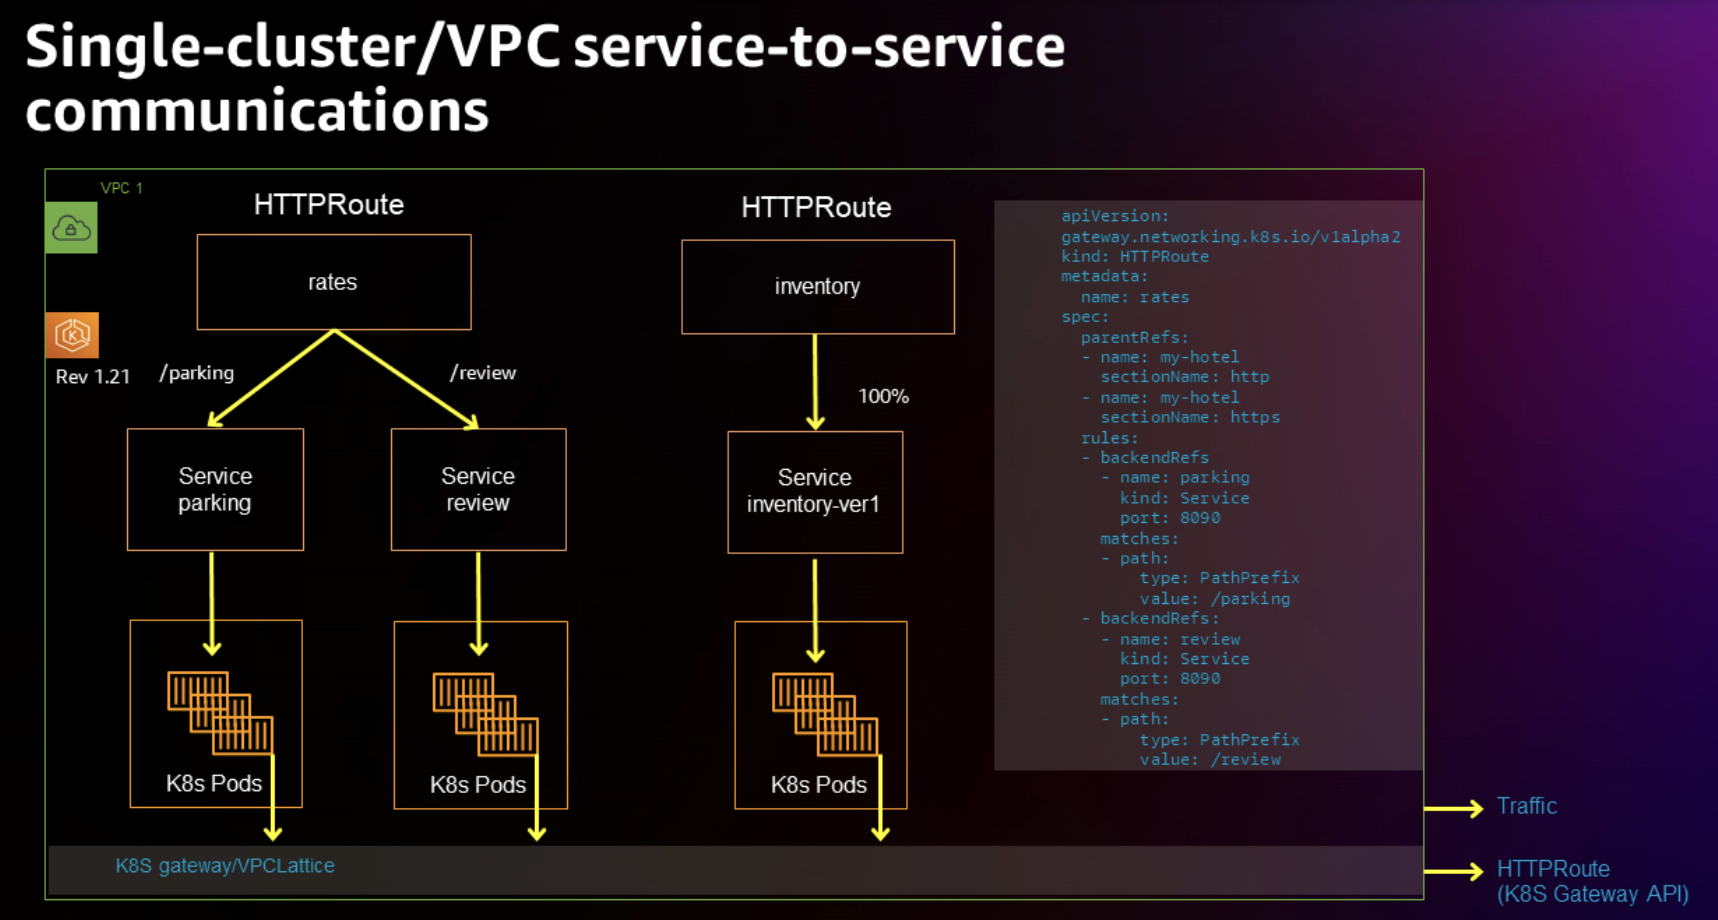 Single-cluster/VPC service-to-service
communications
VPC 1
Rev 1.21
HTTPRoute
rates
/parking
/review
Service
parking
Service
review
K8s Pods
K8s Pods
HTTPRoute
inventory
100%
Service
inventory-ver1
K8s Pods
apiVersion:
gateway.networking.k8s.io/v1alpha2
kind: HTTPRoute
metadata:
  name: rates
spec:
  parentRefs:
  - name: my-hotel
    sectionName: http
  - name: my-hotel
    sectionName: https
  rules:
  - backendRefs
    - name: parking
      kind: Service
      port: 8090
    matches:
    - path:
        type: PathPrefix
        value: /parking
  - backendRefs:
    - name: review
      kind: Service
      port: 8090
    matches:
    - path:
        type: PathPrefix
        value: /review
K8S gateway/VPCLattice
Traffic
HTTPRoute
(K8S Gateway API)